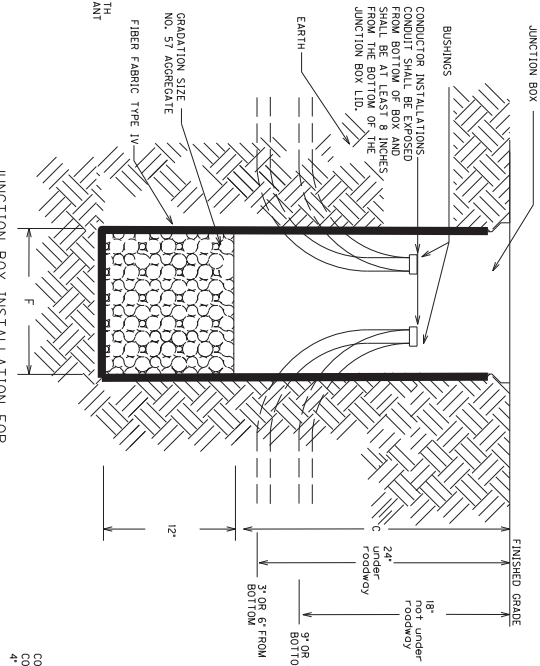 JUNCTION BOX
BUSHINGS
CONDUCTOR INSTALLATIONS
CONDUIT SHALL BE EXPOSED
FROM BOTTOM OF BOX AND
SHALL BE AT LEAST 8 INCHES
FROM THE BOTTOM OF THE
JUNCTION BOX LID.
EARTH
GRADATION SIZE
NO. 57 AGGREGATE
FIBER FABRIC TYPE IV
TH
ANT
F
12"
C
24"
under
roadway
18"
not under
roadway
FINISHED GRADE
3" OR 6" FROM
BOTTOM
9" OR
BOTTO
JUNCTION BOX INSTALLATION FOR
CO
CO
4"